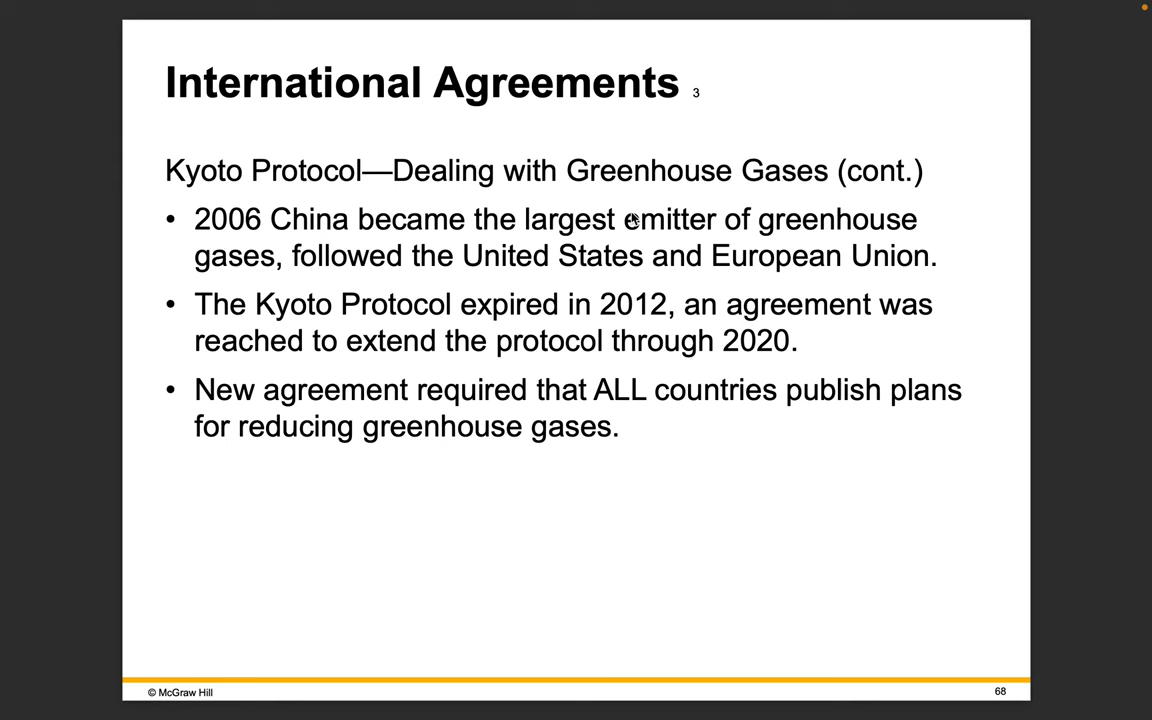 International Agreements 3
Kyoto Protocol—Dealing with Greenhouse Gases (cont.)
• 2006 China became the largest emitter of greenhouse
gases, followed the United States and European Union.
• The Kyoto Protocol expired in 2012, an agreement was
reached to extend the protocol through 2020.
• New agreement required that ALL countries publish plans
for reducing greenhouse gases.
© McGraw Hill
68